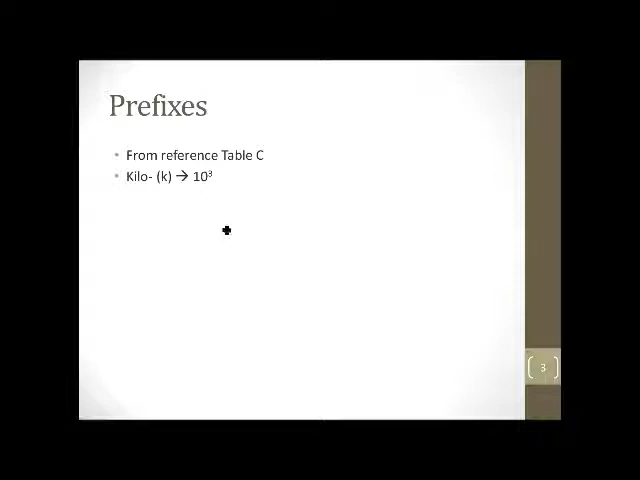 Prefixes
• From reference Table C
• Kilo- (k) → 10³
[ 3 ]